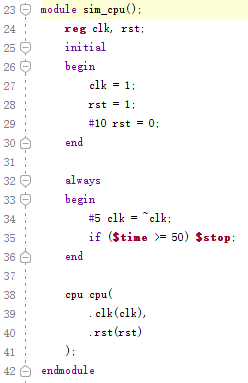 23 module sim_cpu();
24 reg clk, rst;
25 initial
26 begin
27 clk = 1;
28 rst = 1;
29 #10 rst = 0;
30 end
31
32 always
33 begin
34 #5 clk = ~clk;
35 if ($time >= 50) $stop;
36 end
37
38 cpu cpu(
39 .clk(clk),
40 .rst(rst)
41 );
42 endmodule